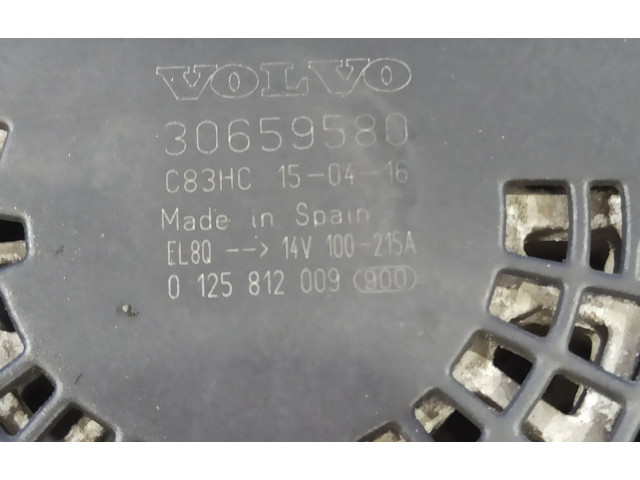 VOLVO
30659580
C83HC 15-04-16
Made in Spain
EL8Q --> 14V 100-215A
0 125 812 009 900